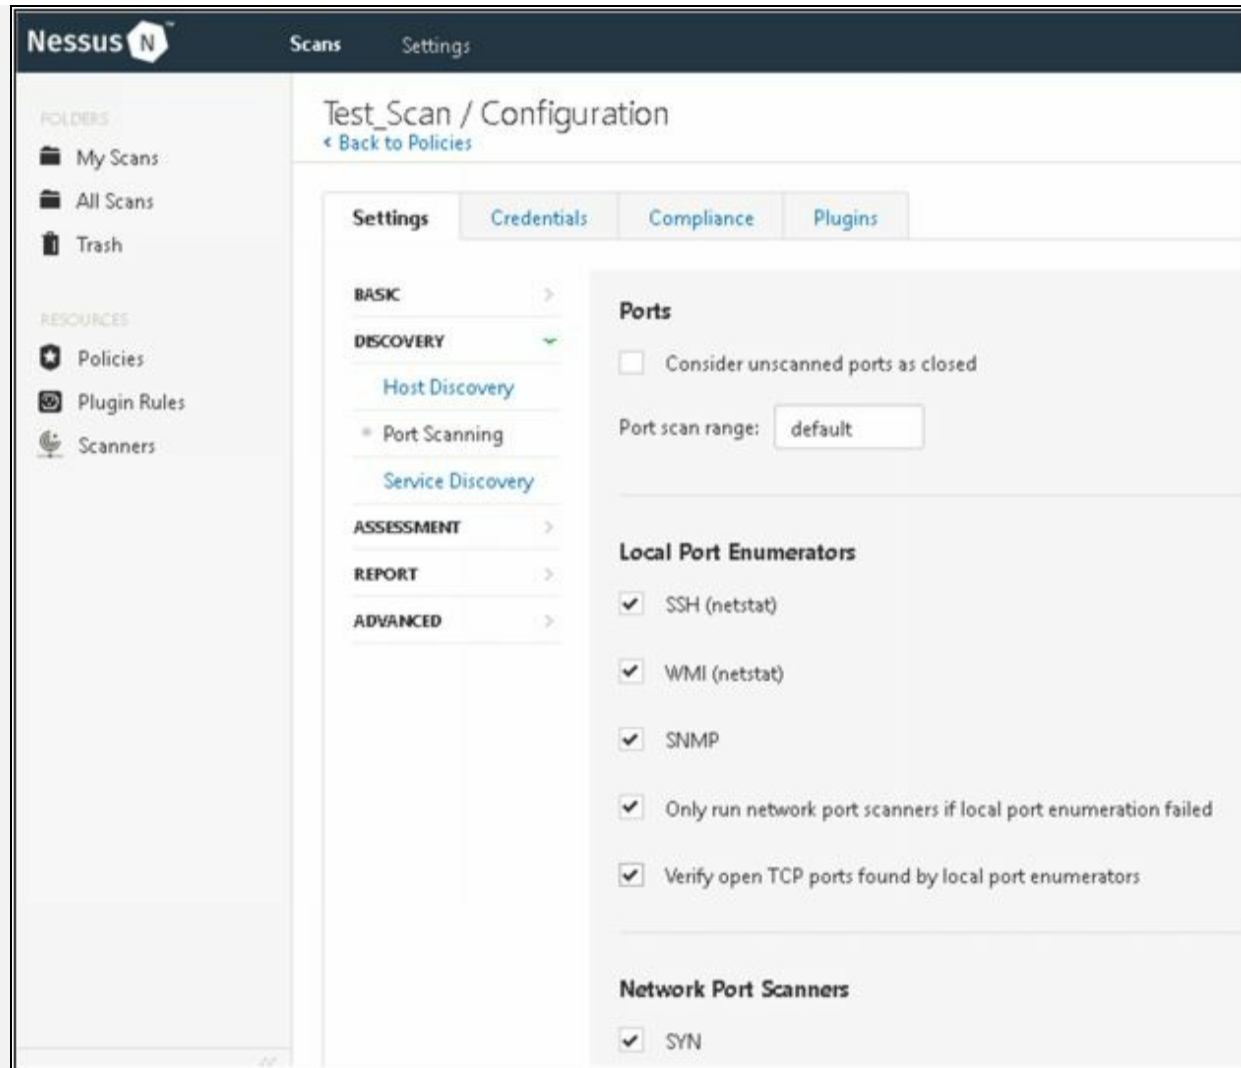 Nessus N ™
Scans Settings
FOLDERS
My Scans
All Scans
Trash
RESOURCES
Policies
Plugin Rules
Scanners
Test_Scan / Configuration
< Back to Policies
Settings Credentials Compliance Plugins
BASIC
DISCOVERY
Host Discovery
Port Scanning
Service Discovery
ASSESSMENT
REPORT
ADVANCED
Ports
Consider unscanned ports as closed
Port scan range: default
Local Port Enumerators
SSH (netstat)
WMI (netstat)
SNMP
Only run network port scanners if local port enumeration failed
Verify open TCP ports found by local port enumerators
Network Port Scanners
SYN